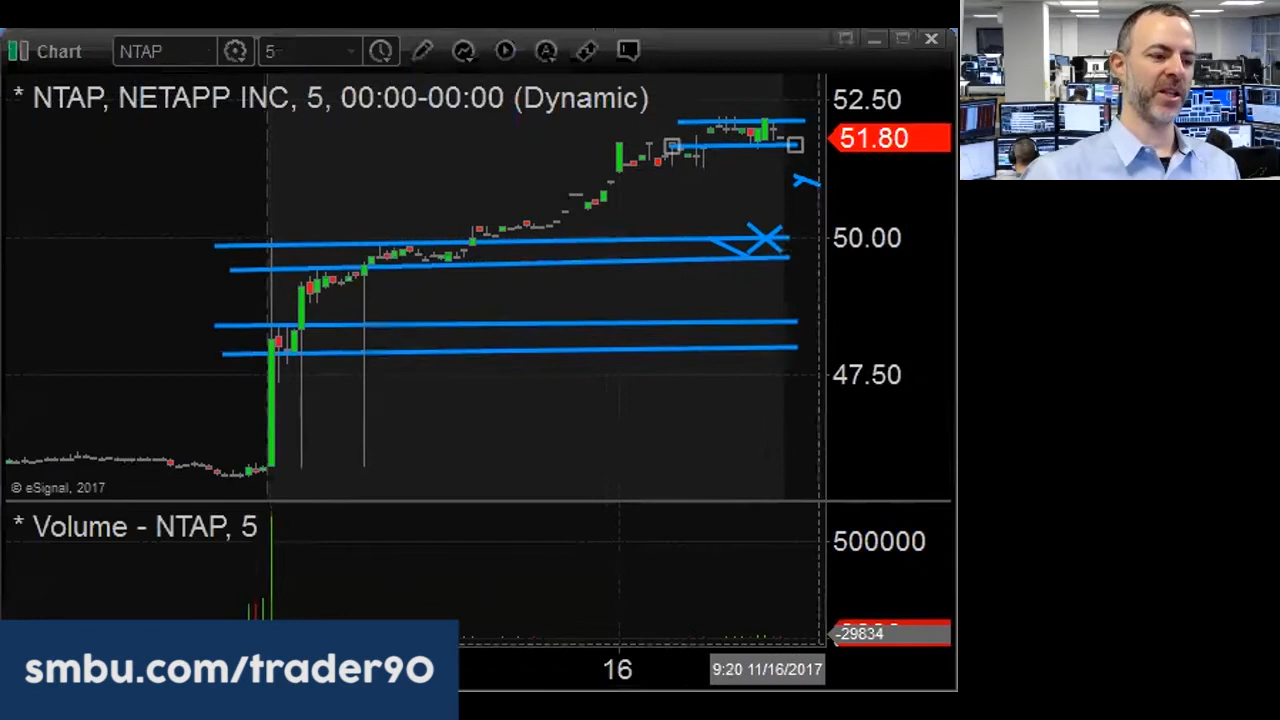 Chart
NTAP
5
* NTAP, NETAPP INC, 5, 00:00-00:00 (Dynamic)
52.50
51.80
50.00
47.50
© eSignal, 2017
* Volume - NTAP, 5
500000
-29834
16
9:20 11/16/2017
smbu.com/trader90